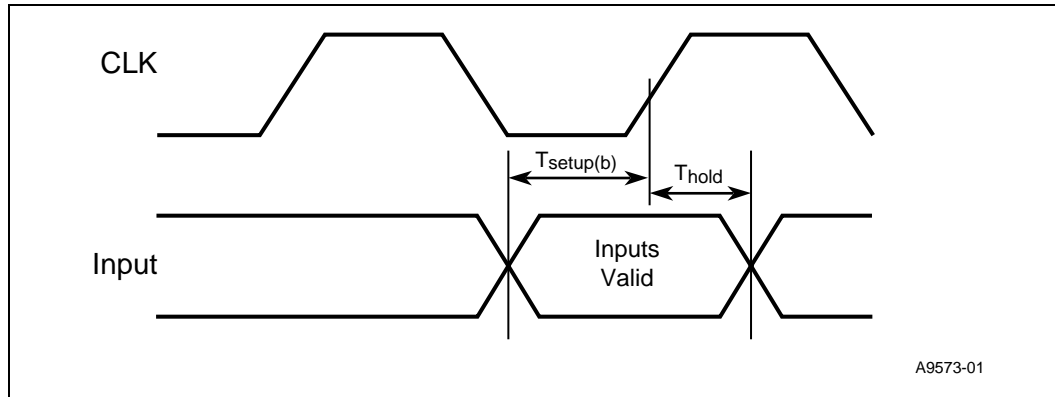 CLK
Tsetup(b)
Thold
Input
Inputs
Valid
A9573-01